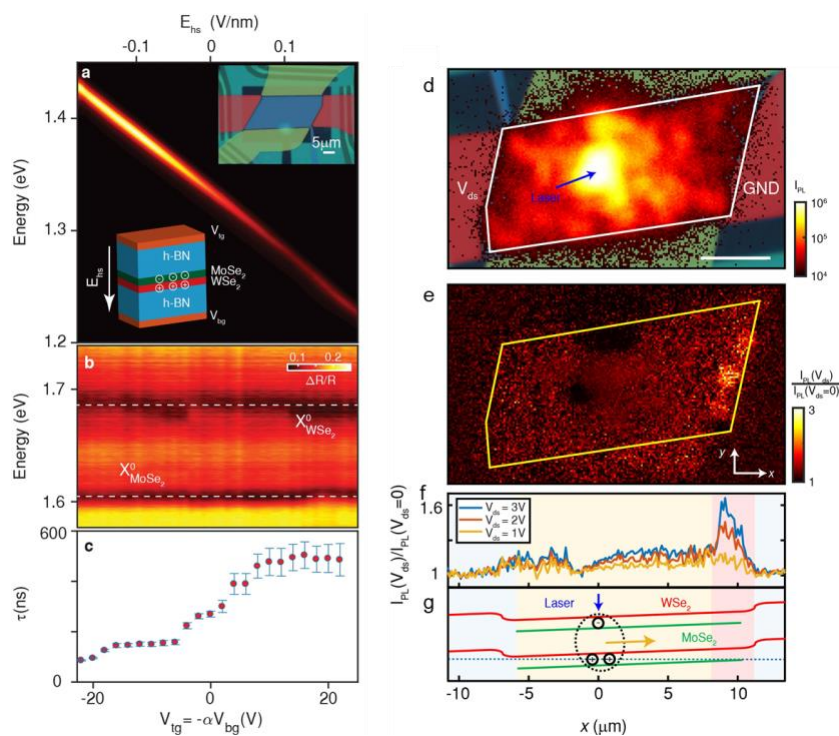 E_hs (V/nm)
-0.1 0 0.1
a
1.4
1.3
1.2
Energy (eV)
5μm
V_tg
h-BN
MoSe₂
WSe₂
h-BN
V_bg
E_hs
b
0.1 0.2
ΔR/R
1.7
1.6
Energy (eV)
X⁰_WSe₂
X⁰_MoSe₂
c
600
0
τ(ns)
-20 0 20
V_tg= -αV_bg(V)
d
V_ds
Laser
GND
I_PL
10⁶
10⁵
10⁴
e
I_PL(V_ds)
I_PL(V_ds=0)
3
1
y
x
f
1.6
1
V_ds = 3V
V_ds = 2V
V_ds = 1V
I_PL(V_ds)/I_PL(V_ds=0)
g
Laser
WSe₂
MoSe₂
-10 -5 0 5 10
x (μm)